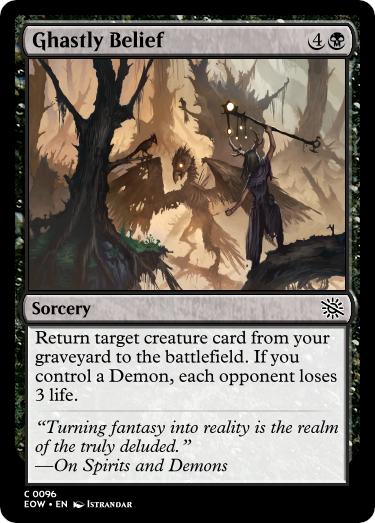 Ghastly Belief 4
Sorcery
Return target creature card from your
graveyard to the battlefield. If you
control a Demon, each opponent loses
3 life.
“Turning fantasy into reality is the realm
of the truly deluded.”
—On Spirits and Demons
C 0096
EOW • EN Istrandar